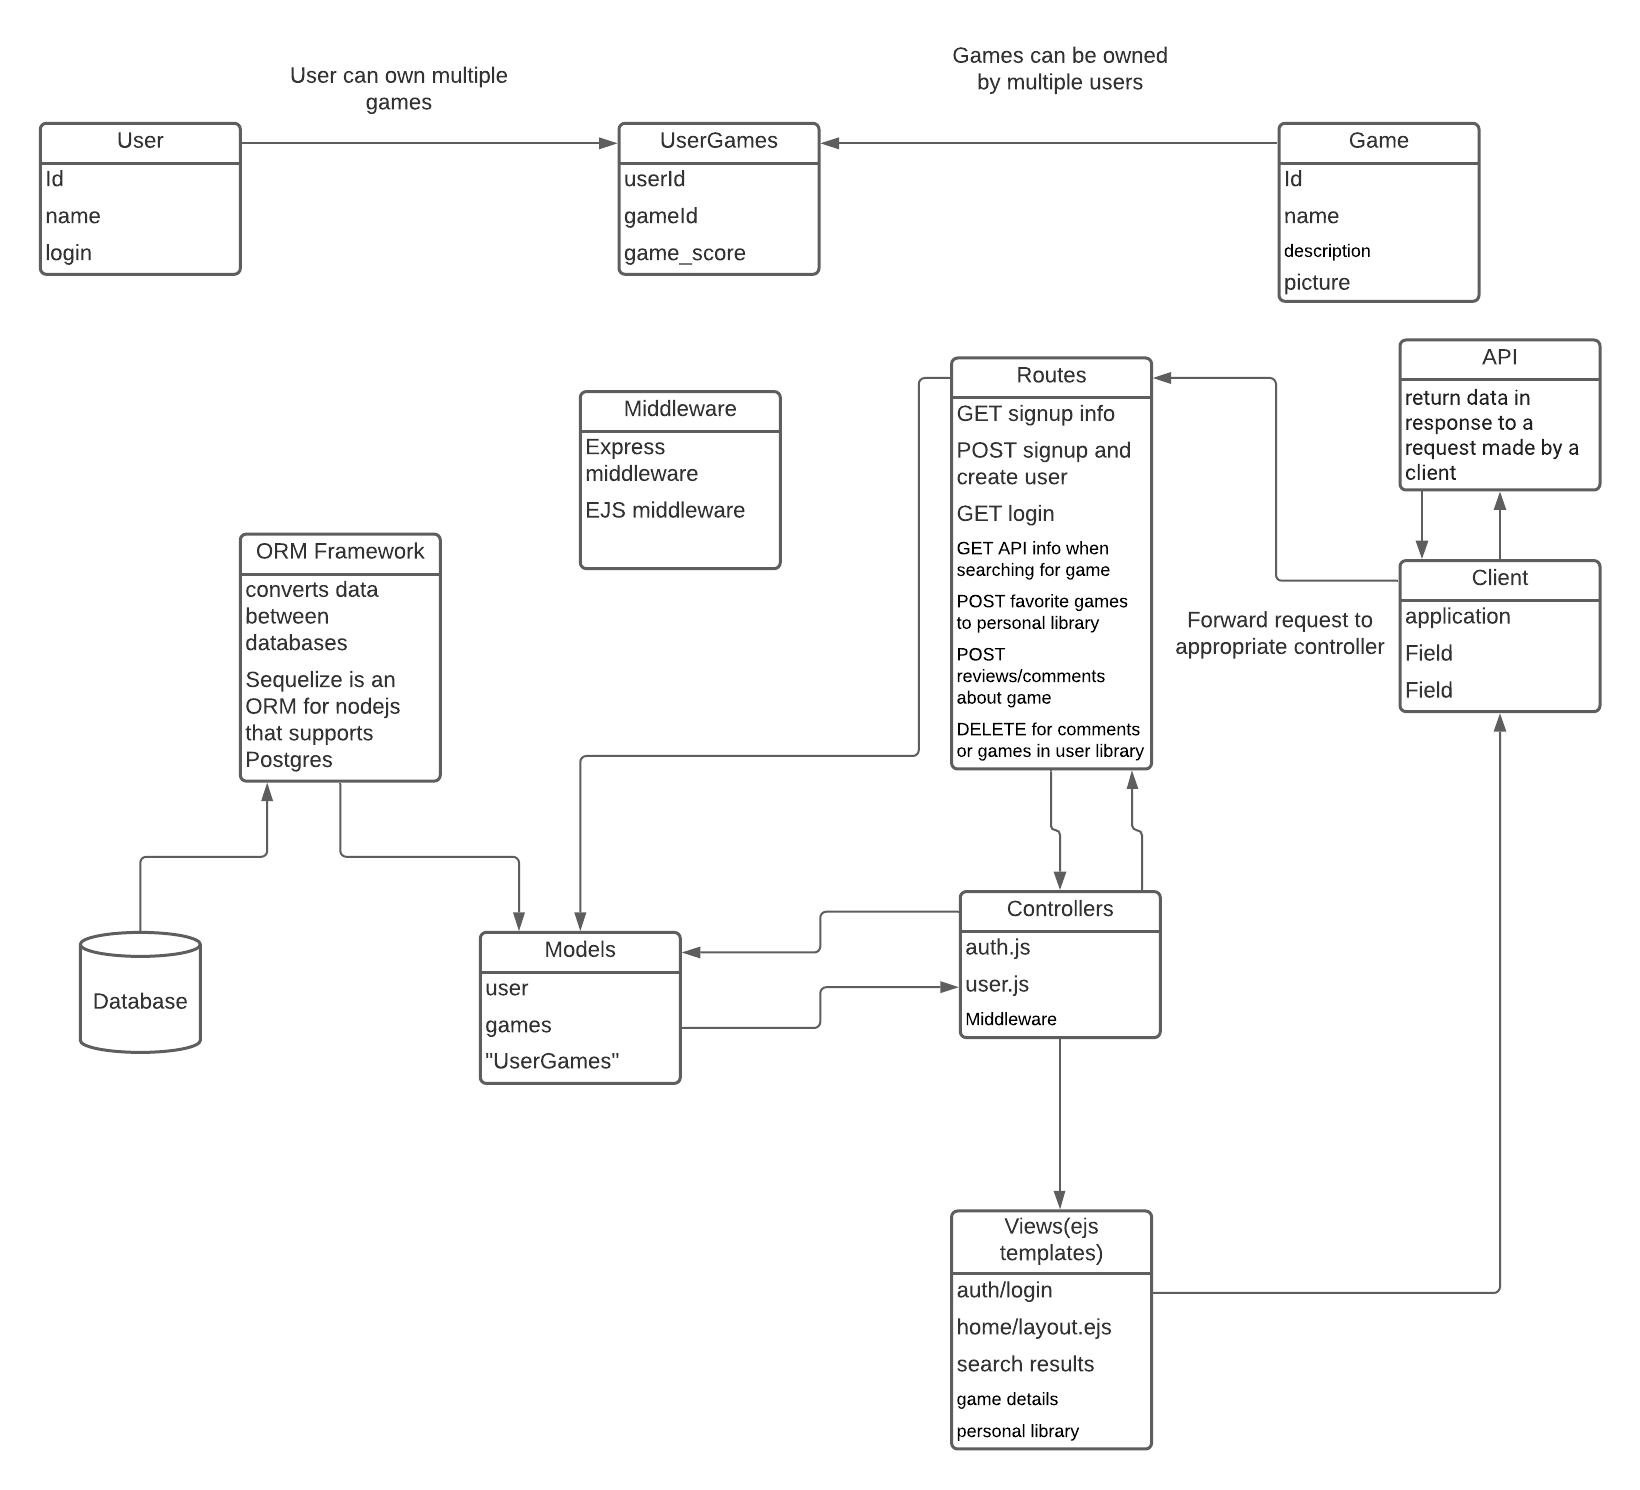 User can own multiple
games
Games can be owned
by multiple users
User
Id
name
login
UserGames
userId
gameId
game_score
Game
Id
name
description
picture
API
return data in
response to a
request made by a
client
Routes
GET signup info
POST signup and
create user
GET login
GET API info when
searching for game
POST favorite games
to personal library
POST
reviews/comments
about game
DELETE for comments
or games in user library
Middleware
Express
middleware
EJS middleware
ORM Framework
converts data
between
databases
Sequelize is an
ORM for nodejs
that supports
Postgres
Client
application
Field
Field
Forward request to
appropriate controller
Database
Models
user
games
"UserGames"
Controllers
auth.js
user.js
Middleware
Views(ejs
templates)
auth/login
home/layout.ejs
search results
game details
personal library